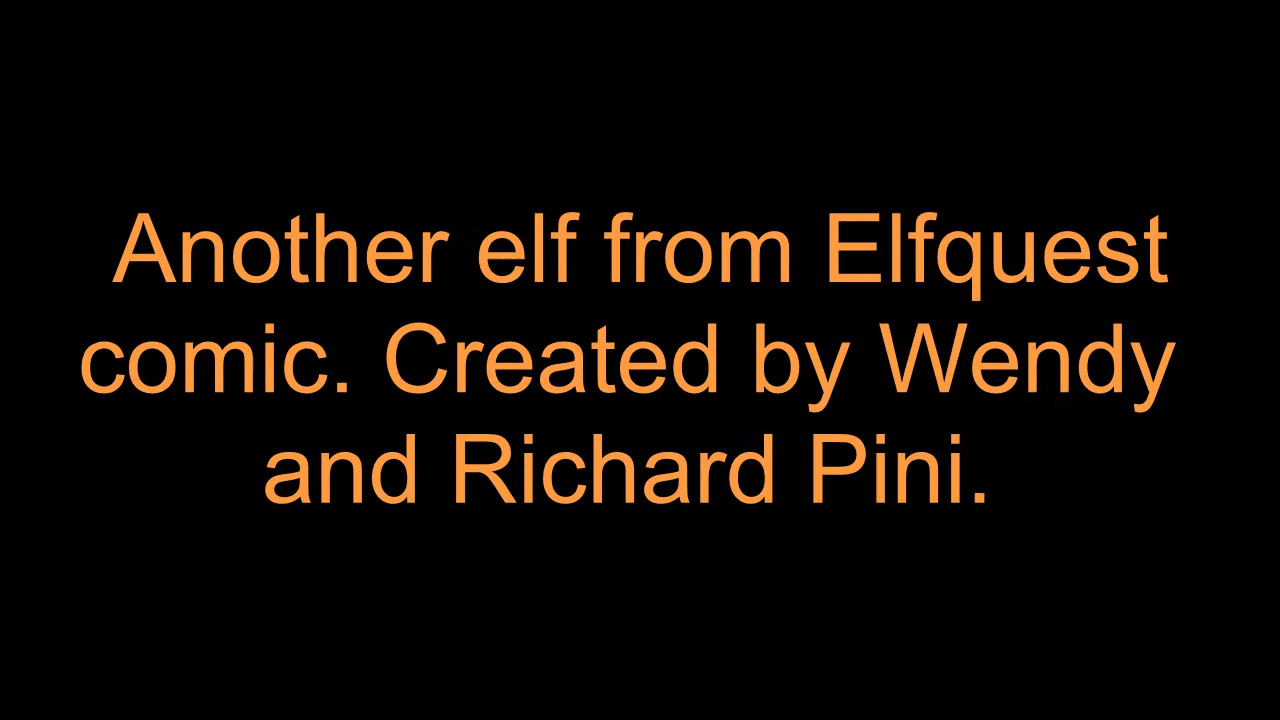 Another elf from Elfquest
comic. Created by Wendy
and Richard Pini.